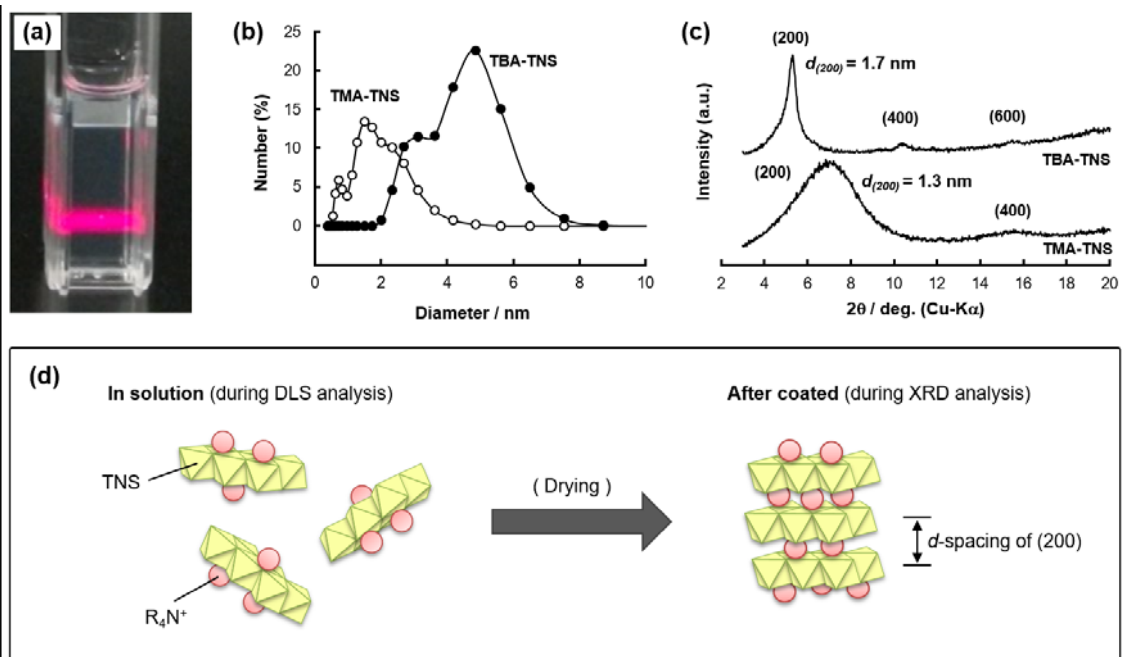 (a)
(b)
25
20
15
10
5
0
Number (%)
TMA-TNS
TBA-TNS
0 2 4 6 8 10
Diameter / nm
(c)
Intensity (a.u.)
(200)
d(200) = 1.7 nm
(400)
(600)
TBA-TNS
(200)
d(200) = 1.3 nm
(400)
TMA-TNS
2 4 6 8 10 12 14 16 18 20
2θ / deg. (Cu-Kα)
(d)
In solution (during DLS analysis)
TNS
R4N+
( Drying )
After coated (during XRD analysis)
d-spacing of (200)